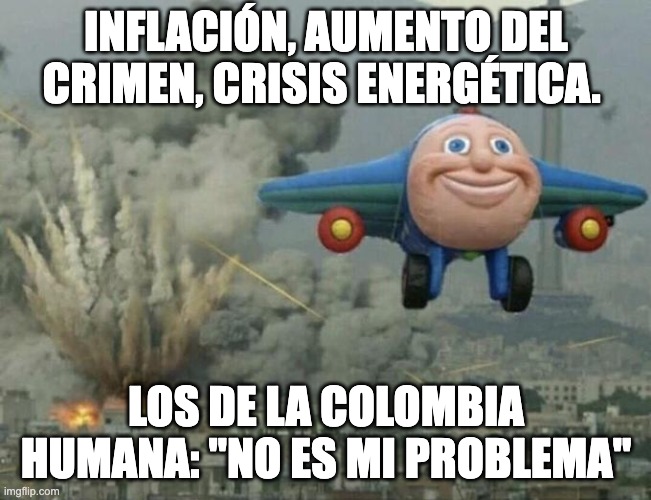 INFLACIÓN, AUMENTO DEL
CRIMEN, CRISIS ENERGÉTICA.
LOS DE LA COLOMBIA
HUMANA: "NO ES MI PROBLEMA"
imgflip.com